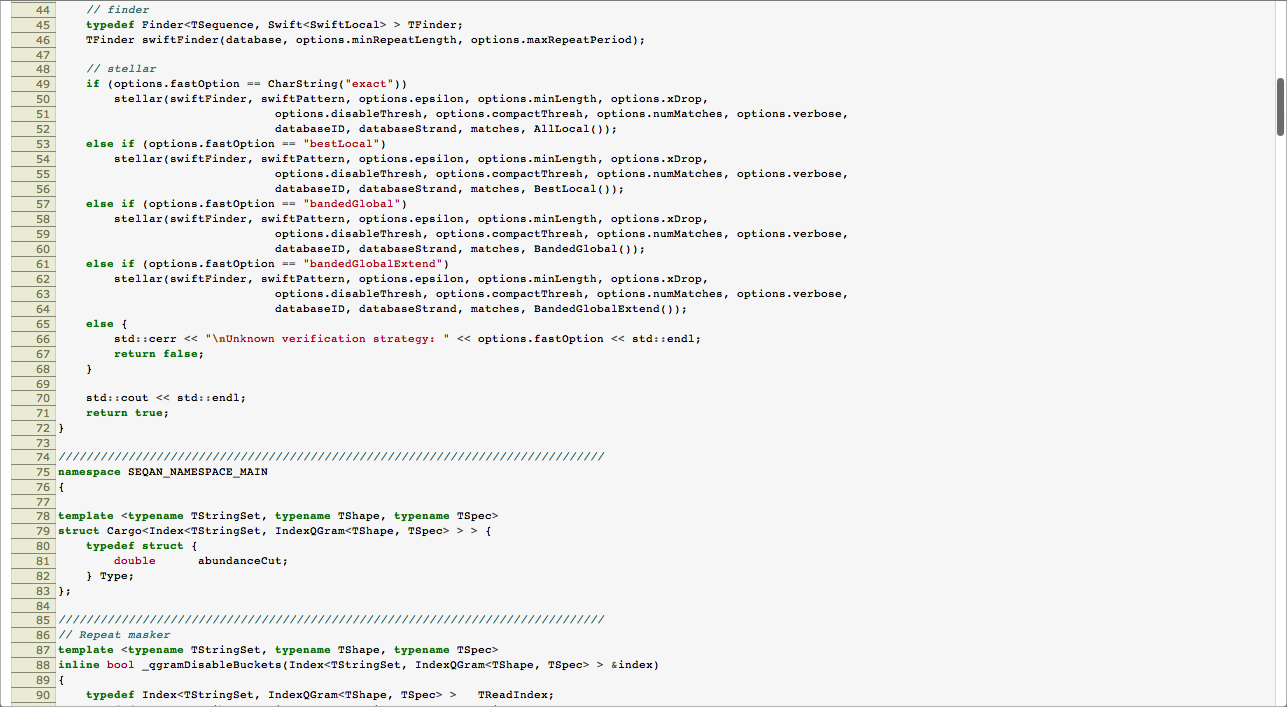 44     // finder
45     typedef Finder<TSequence, Swift<SwiftLocal> > TFinder;
46     TFinder swiftFinder(database, options.minRepeatLength, options.maxRepeatPeriod);
47
48     // stellar
49     if (options.fastOption == CharString("exact"))
50         stellar(swiftFinder, swiftPattern, options.epsilon, options.minLength, options.xDrop,
51                                options.disableThresh, options.compactThresh, options.numMatches, options.verbose,
52                                databaseID, databaseStrand, matches, AllLocal());
53     else if (options.fastOption == "bestLocal")
54         stellar(swiftFinder, swiftPattern, options.epsilon, options.minLength, options.xDrop,
55                                options.disableThresh, options.compactThresh, options.numMatches, options.verbose,
56                                databaseID, databaseStrand, matches, BestLocal());
57     else if (options.fastOption == "bandedGlobal")
58         stellar(swiftFinder, swiftPattern, options.epsilon, options.minLength, options.xDrop,
59                                options.disableThresh, options.compactThresh, options.numMatches, options.verbose,
60                                databaseID, databaseStrand, matches, BandedGlobal());
61     else if (options.fastOption == "bandedGlobalExtend")
62         stellar(swiftFinder, swiftPattern, options.epsilon, options.minLength, options.xDrop,
63                                options.disableThresh, options.compactThresh, options.numMatches, options.verbose,
64                                databaseID, databaseStrand, matches, BandedGlobalExtend());
65     else {
66         std::cerr << "\nUnknown verification strategy: " << options.fastOption << std::endl;
67         return false;
68     }
69
70     std::cout << std::endl;
71     return true;
72 }
73
74 //////////////////////////////////////////////////////////////////////////////
75 namespace SEQAN_NAMESPACE_MAIN
76 {
77
78 template <typename TStringSet, typename TShape, typename TSpec>
79 struct Cargo<Index<TStringSet, IndexQGram<TShape, TSpec> > > {
80     typedef struct {
81         double      abundanceCut;
82     } Type;
83 };
84
85 //////////////////////////////////////////////////////////////////////////////
86 // Repeat masker
87 template <typename TStringSet, typename TShape, typename TSpec>
88 inline bool _qgramDisableBuckets(Index<TStringSet, IndexQGram<TShape, TSpec> > &index)
89 {
90     typedef Index<TStringSet, IndexQGram<TShape, TSpec> >   TReadIndex;